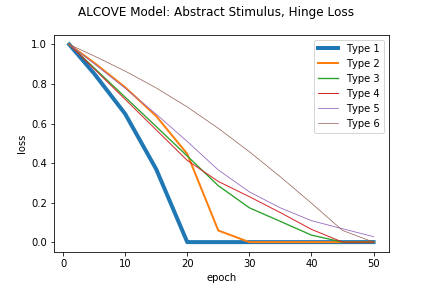 ALCOVE Model: Abstract Stimulus, Hinge Loss
1.0
0.8
0.6
0.4
0.2
0.0
loss
Type 1
Type 2
Type 3
Type 4
Type 5
Type 6
0
10
20
30
40
50
epoch